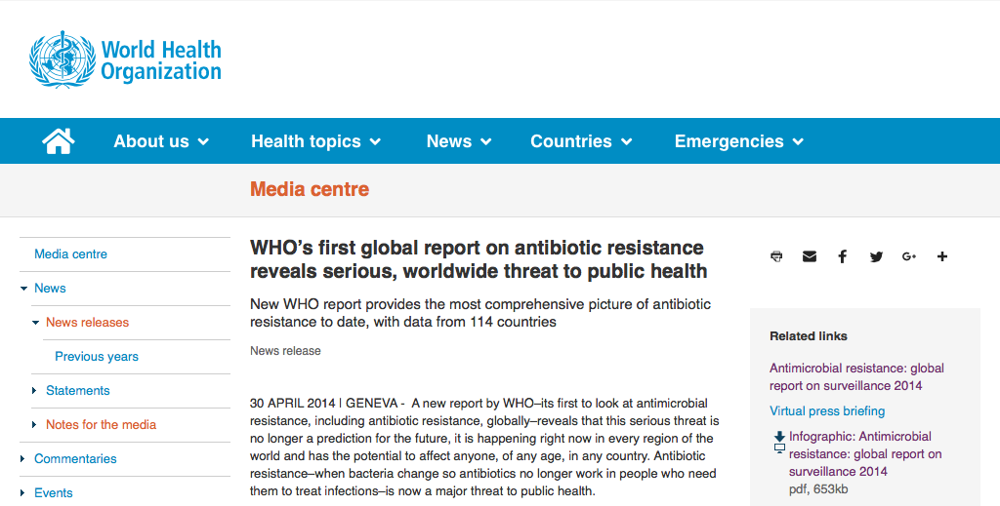 World Health
Organization
About us
Health topics
News
Countries
Emergencies
Media centre
Media centre
News
News releases
Previous years
Statements
Notes for the media
Commentaries
Events
WHO's first global report on antibiotic resistance
reveals serious, worldwide threat to public health
New WHO report provides the most comprehensive picture of antibiotic
resistance to date, with data from 114 countries
News release
30 APRIL 2014 | GENEVA - A new report by WHO–its first to look at antimicrobial
resistance, including antibiotic resistance, globally–reveals that this serious threat is
no longer a prediction for the future, it is happening right now in every region of the
world and has the potential to affect anyone, of any age, in any country. Antibiotic
resistance–when bacteria change so antibiotics no longer work in people who need
them to treat infections–is now a major threat to public health.
G+
Related links
Antimicrobial resistance: global
report on surveillance 2014
Virtual press briefing
Infographic: Antimicrobial
resistance: global report on
surveillance 2014
pdf, 653kb